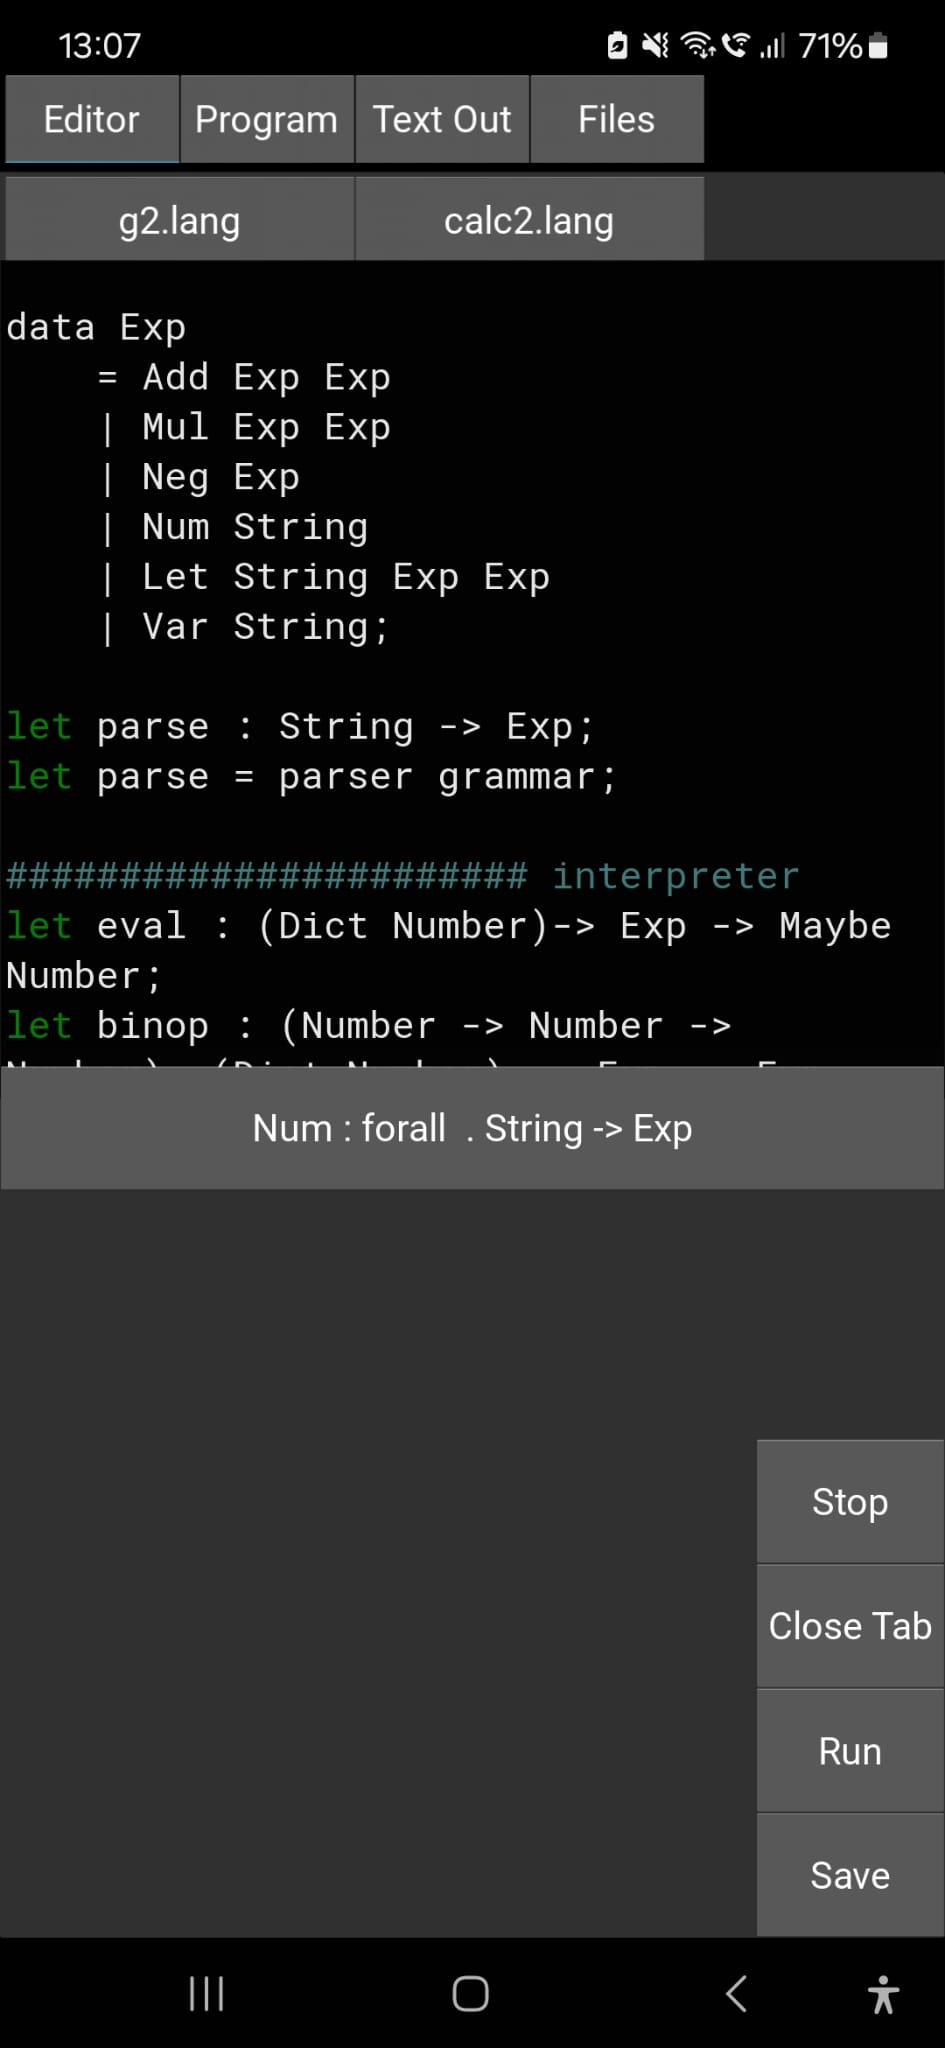 13:07 71%
Editor Program Text Out Files
g2.lang calc2.lang
data Exp
    = Add Exp Exp
    | Mul Exp Exp
    | Neg Exp
    | Num String
    | Let String Exp Exp
    | Var String;
let parse : String -> Exp;
let parse = parser grammar;
####################### interpreter
let eval : (Dict Number)-> Exp -> Maybe
Number;
let binop : (Number -> Number ->
Num : forall  . String -> Exp
Stop
Close Tab
Run
Save